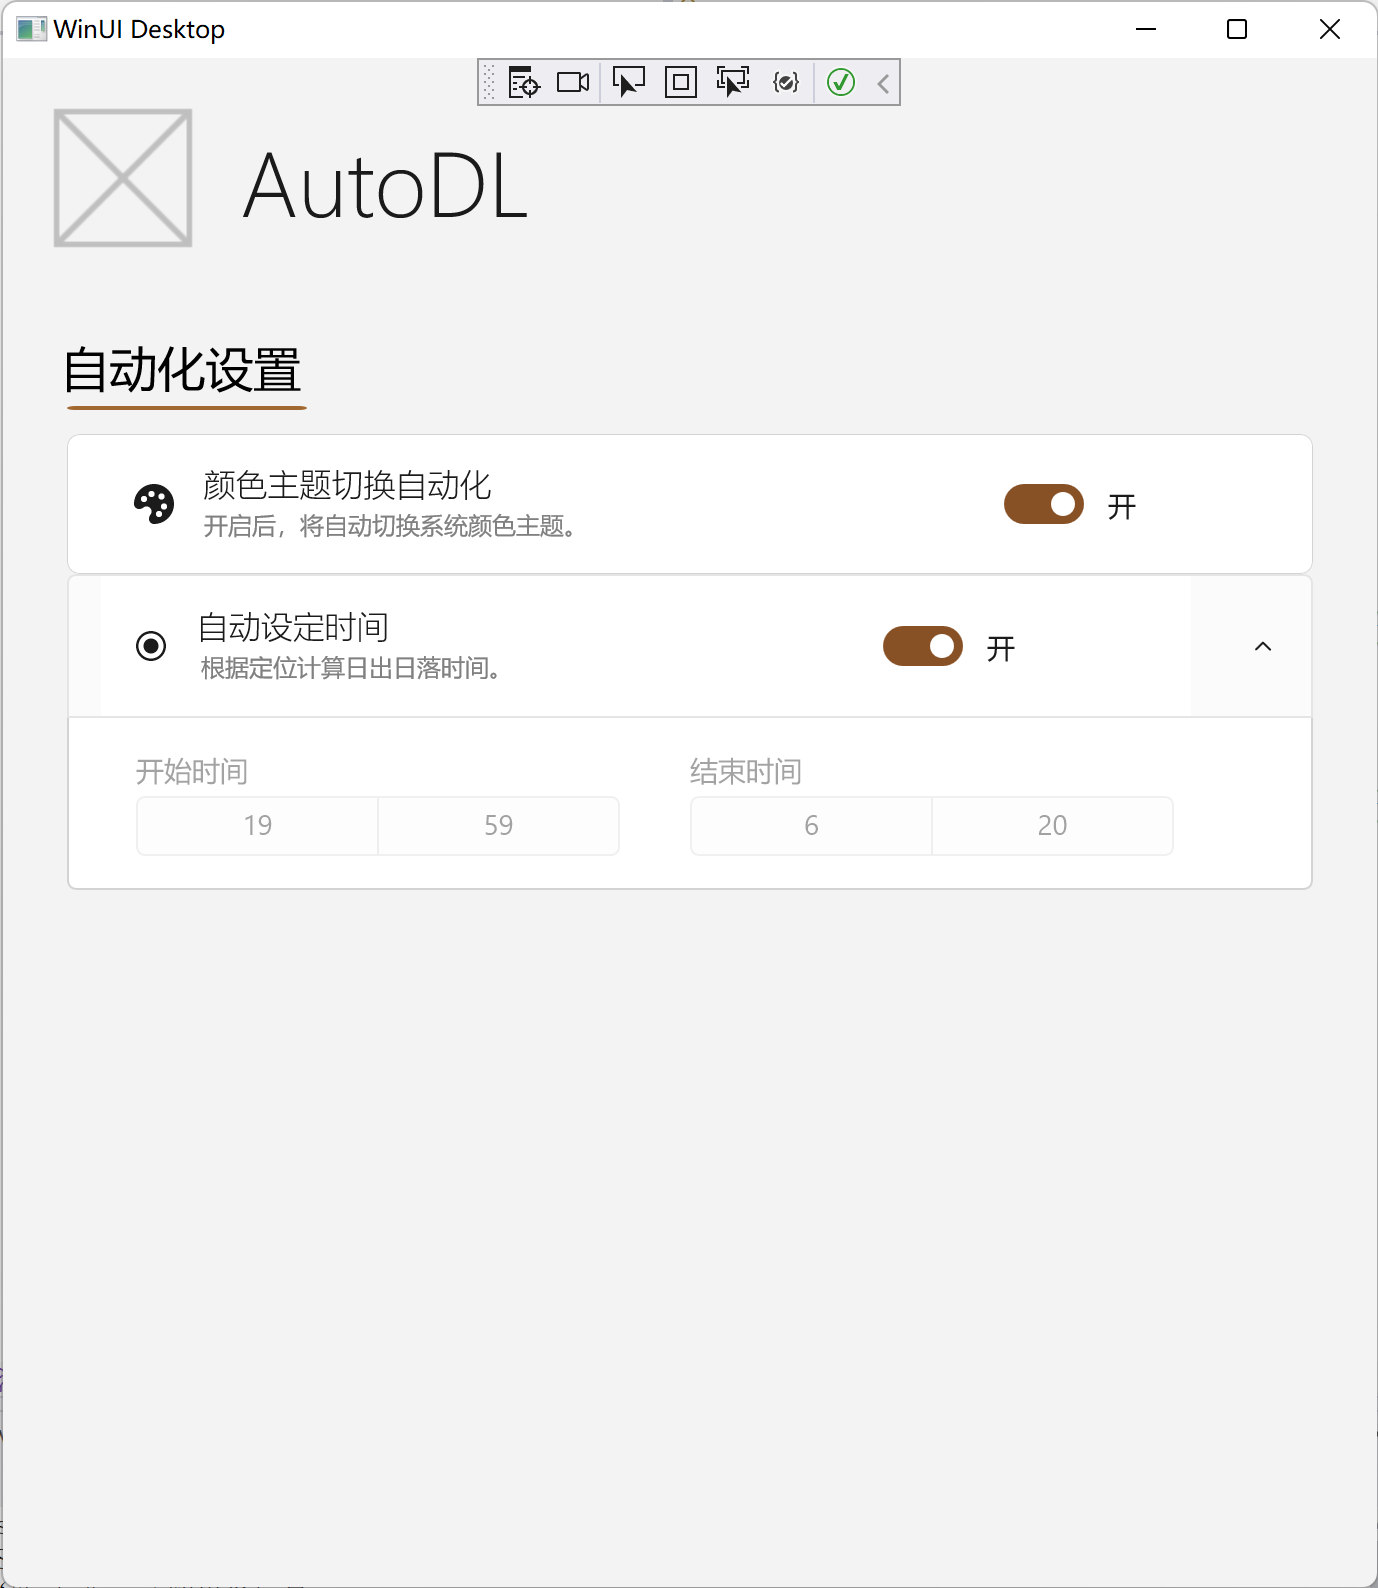 WinUI Desktop
AutoDL
自动化设置
颜色主题切换自动化
开启后，将自动切换系统颜色主题。
开
自动设定时间
根据定位计算日出日落时间。
开
开始时间
结束时间
19 59
6 20